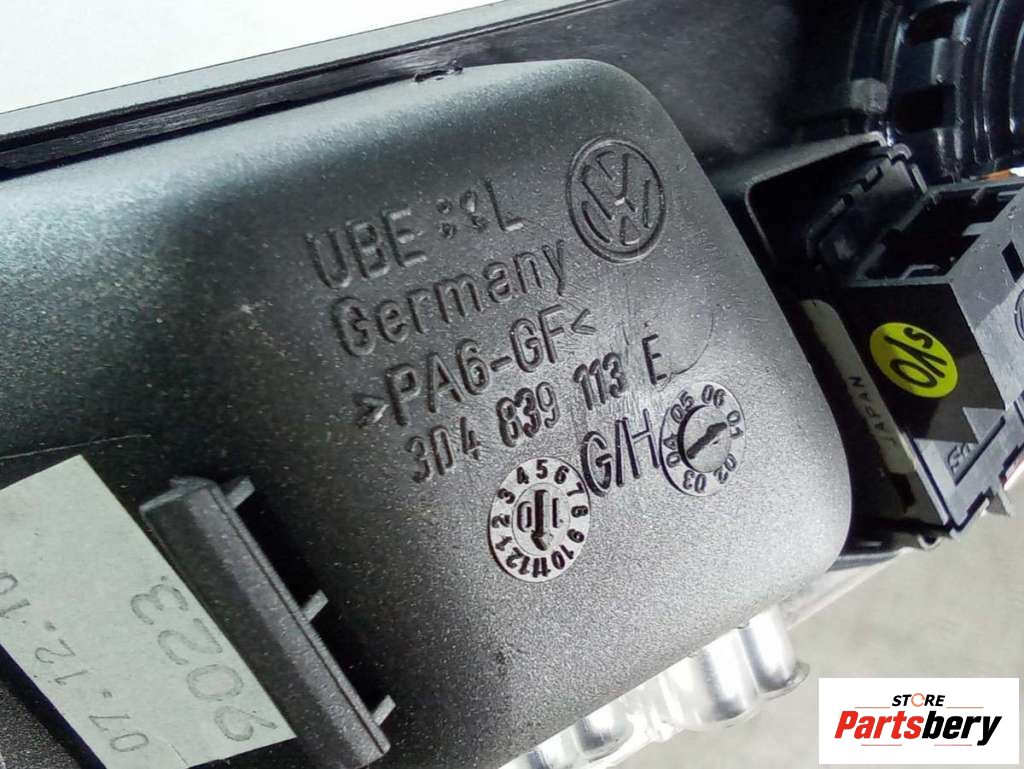 UBE L
Germany
>PA6-GF<
3D4 839 113 E
G/H
04 05 06 01 02 03
1 2 3 4 5 6 7 8 9 10 11 12
10
JAPAN
07-12-10
2023
STORE
Partsbery